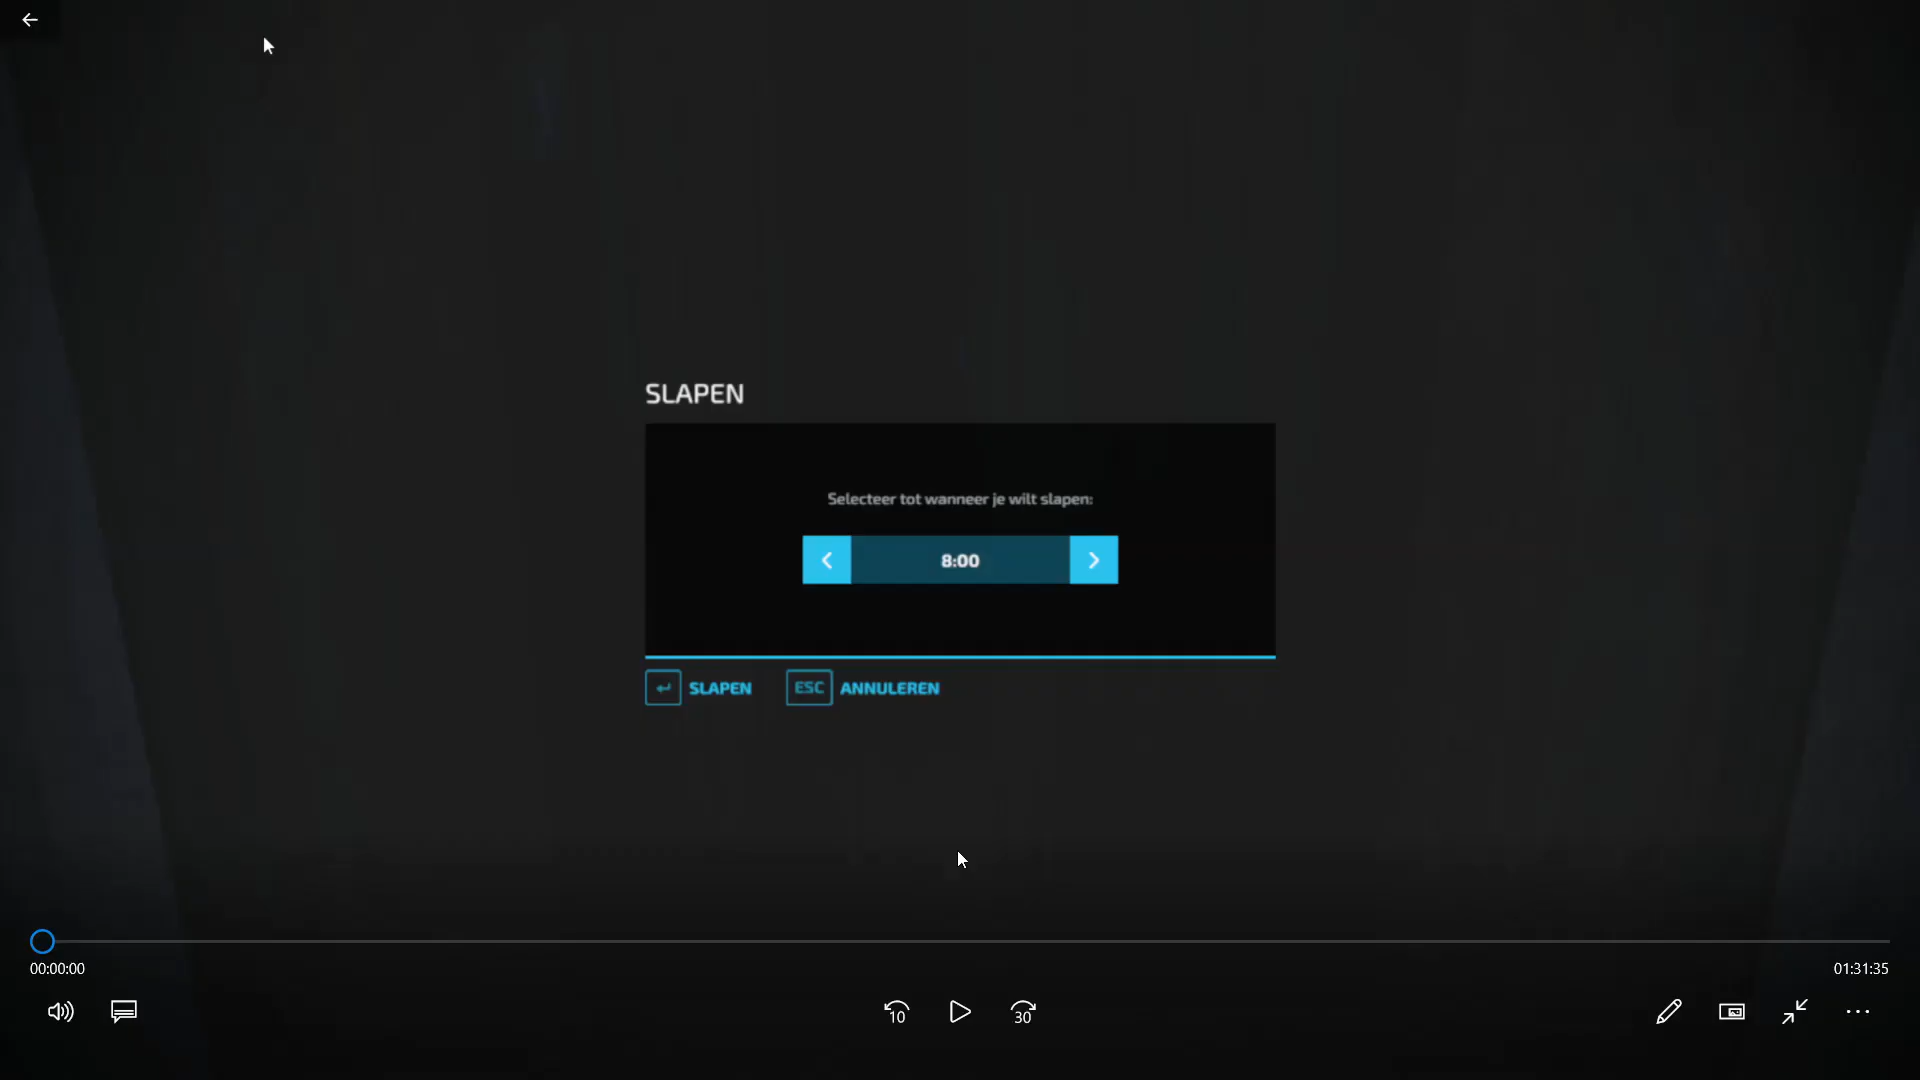 SLAPEN
Selecteer tot wanneer je wilt slapen:
8:00
SLAPEN ESC ANNULEREN
00:00:00 01:31:35
10 30